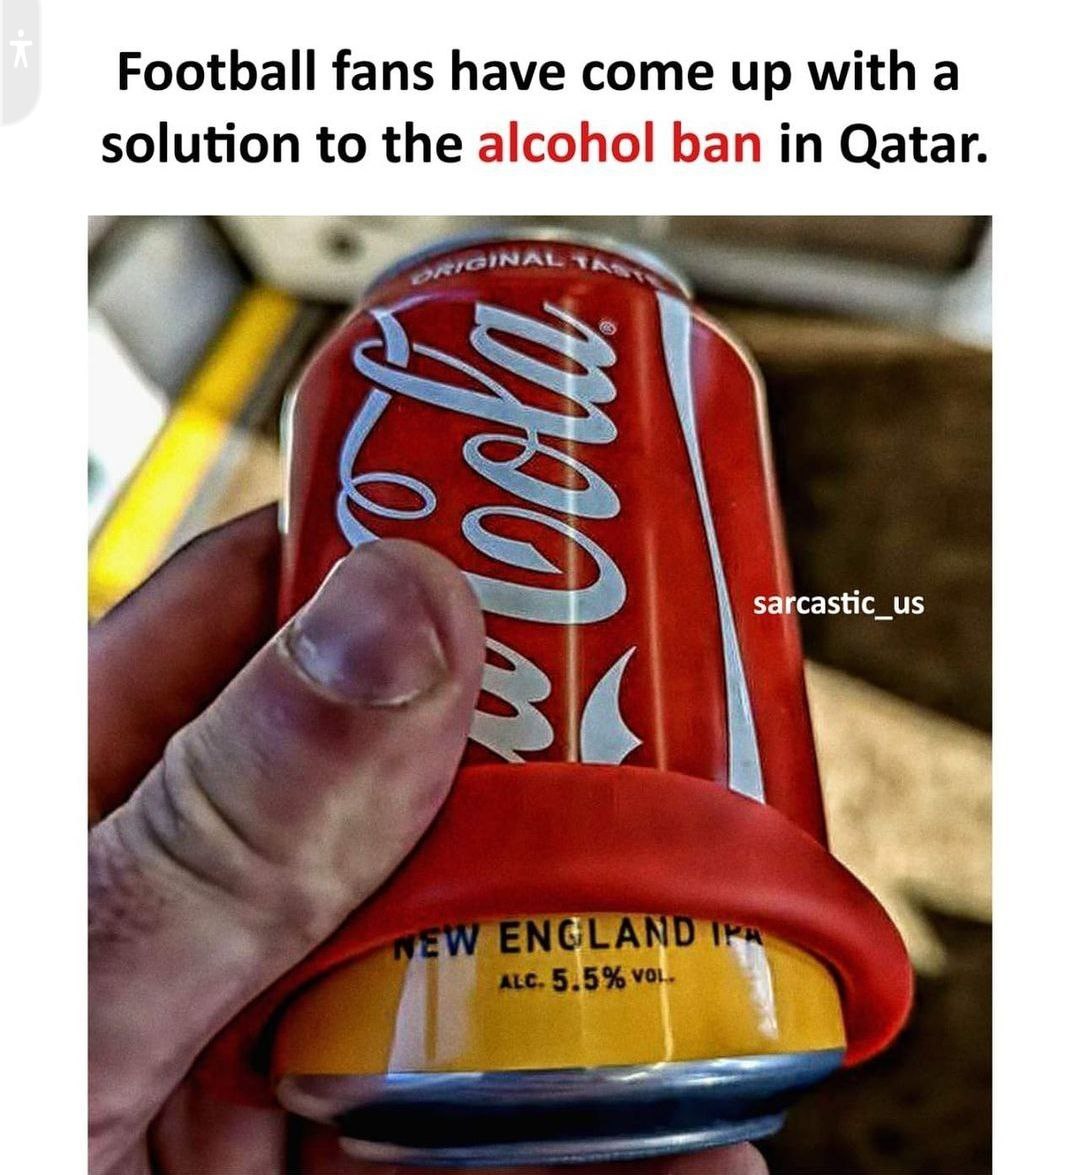 Football fans have come up with a
solution to the alcohol ban in Qatar.
ORIGINAL TASTE
Cola
sarcastic_us
NEW ENGLAND IPA
ALC. 5.5% VOL.